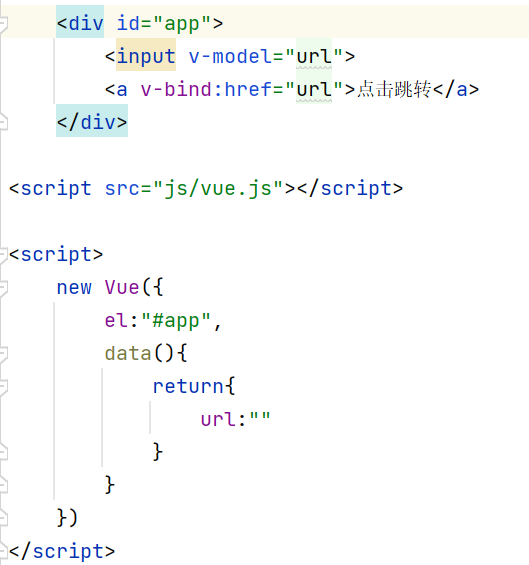 <div id="app">
<input v-model="url">
<a v-bind:href="url">点击跳转</a>
</div>
<script src="js/vue.js"></script>
<script>
new Vue({
el:"#app",
data(){
return{
url:""
}
}
})
</script>